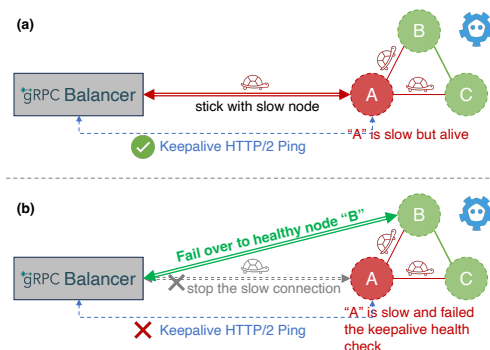 (a)
B
gRPC Balancer
A
C
stick with slow node
"A" is slow but alive
Keepalive HTTP/2 Ping
(b)
B
Fail over to healthy node "B"
gRPC Balancer
A
C
stop the slow connection
"A" is slow and failed
the keepalive health
check
Keepalive HTTP/2 Ping